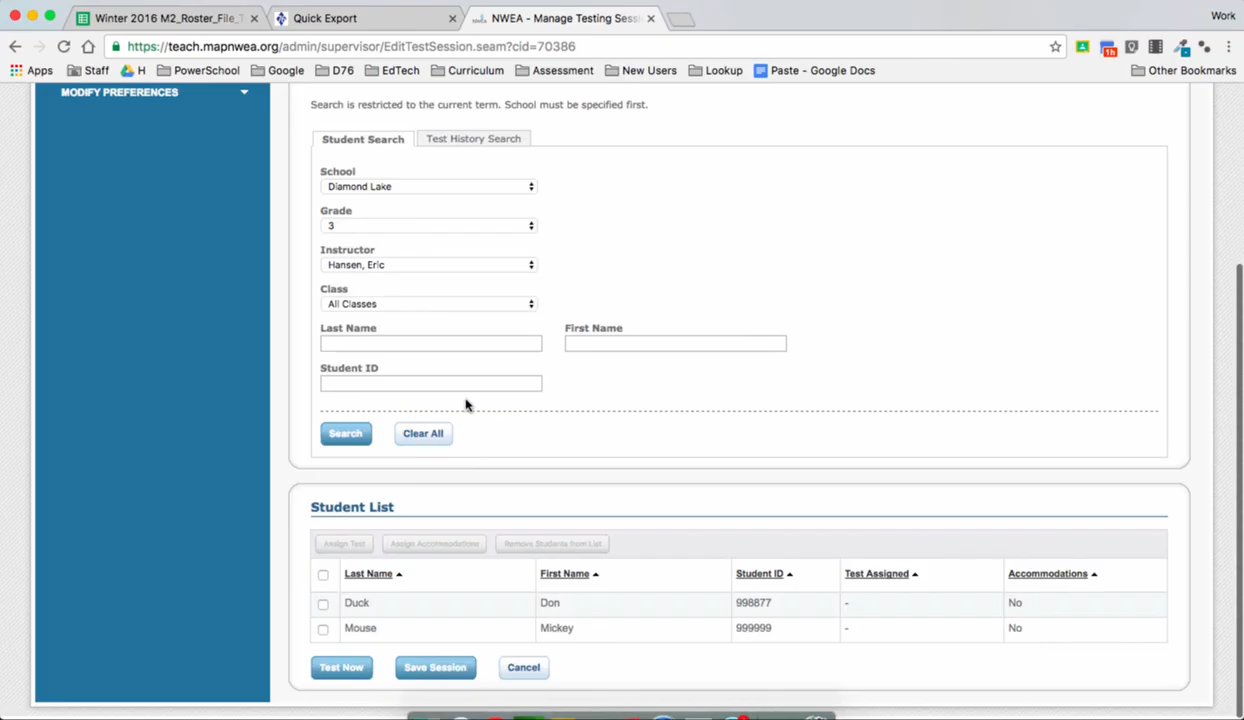 Winter 2016 M2_Roster_File_T
Quick Export
NWEA - Manage Testing Sess
Work
https://teach.mapnwea.org/admin/supervisor/EditTestSession.seam?cid=70386
1h
Apps Staff H PowerSchool Google D76 EdTech Curriculum Assessment New Users Lookup Paste - Google Docs Other Bookmarks
MODIFY PREFERENCES
Search is restricted to the current term. School must be specified first.
Student Search Test History Search
School
Diamond Lake
Grade
3
Instructor
Hansen, Eric
Class
All Classes
Last Name First Name
Student ID
Search Clear All
Student List
Assign Test Assign Accommodations Remove Students from List
Last Name First Name Student ID Test Assigned Accommodations
Duck Don 998877 - No
Mouse Mickey 999999 - No
Test Now Save Session Cancel